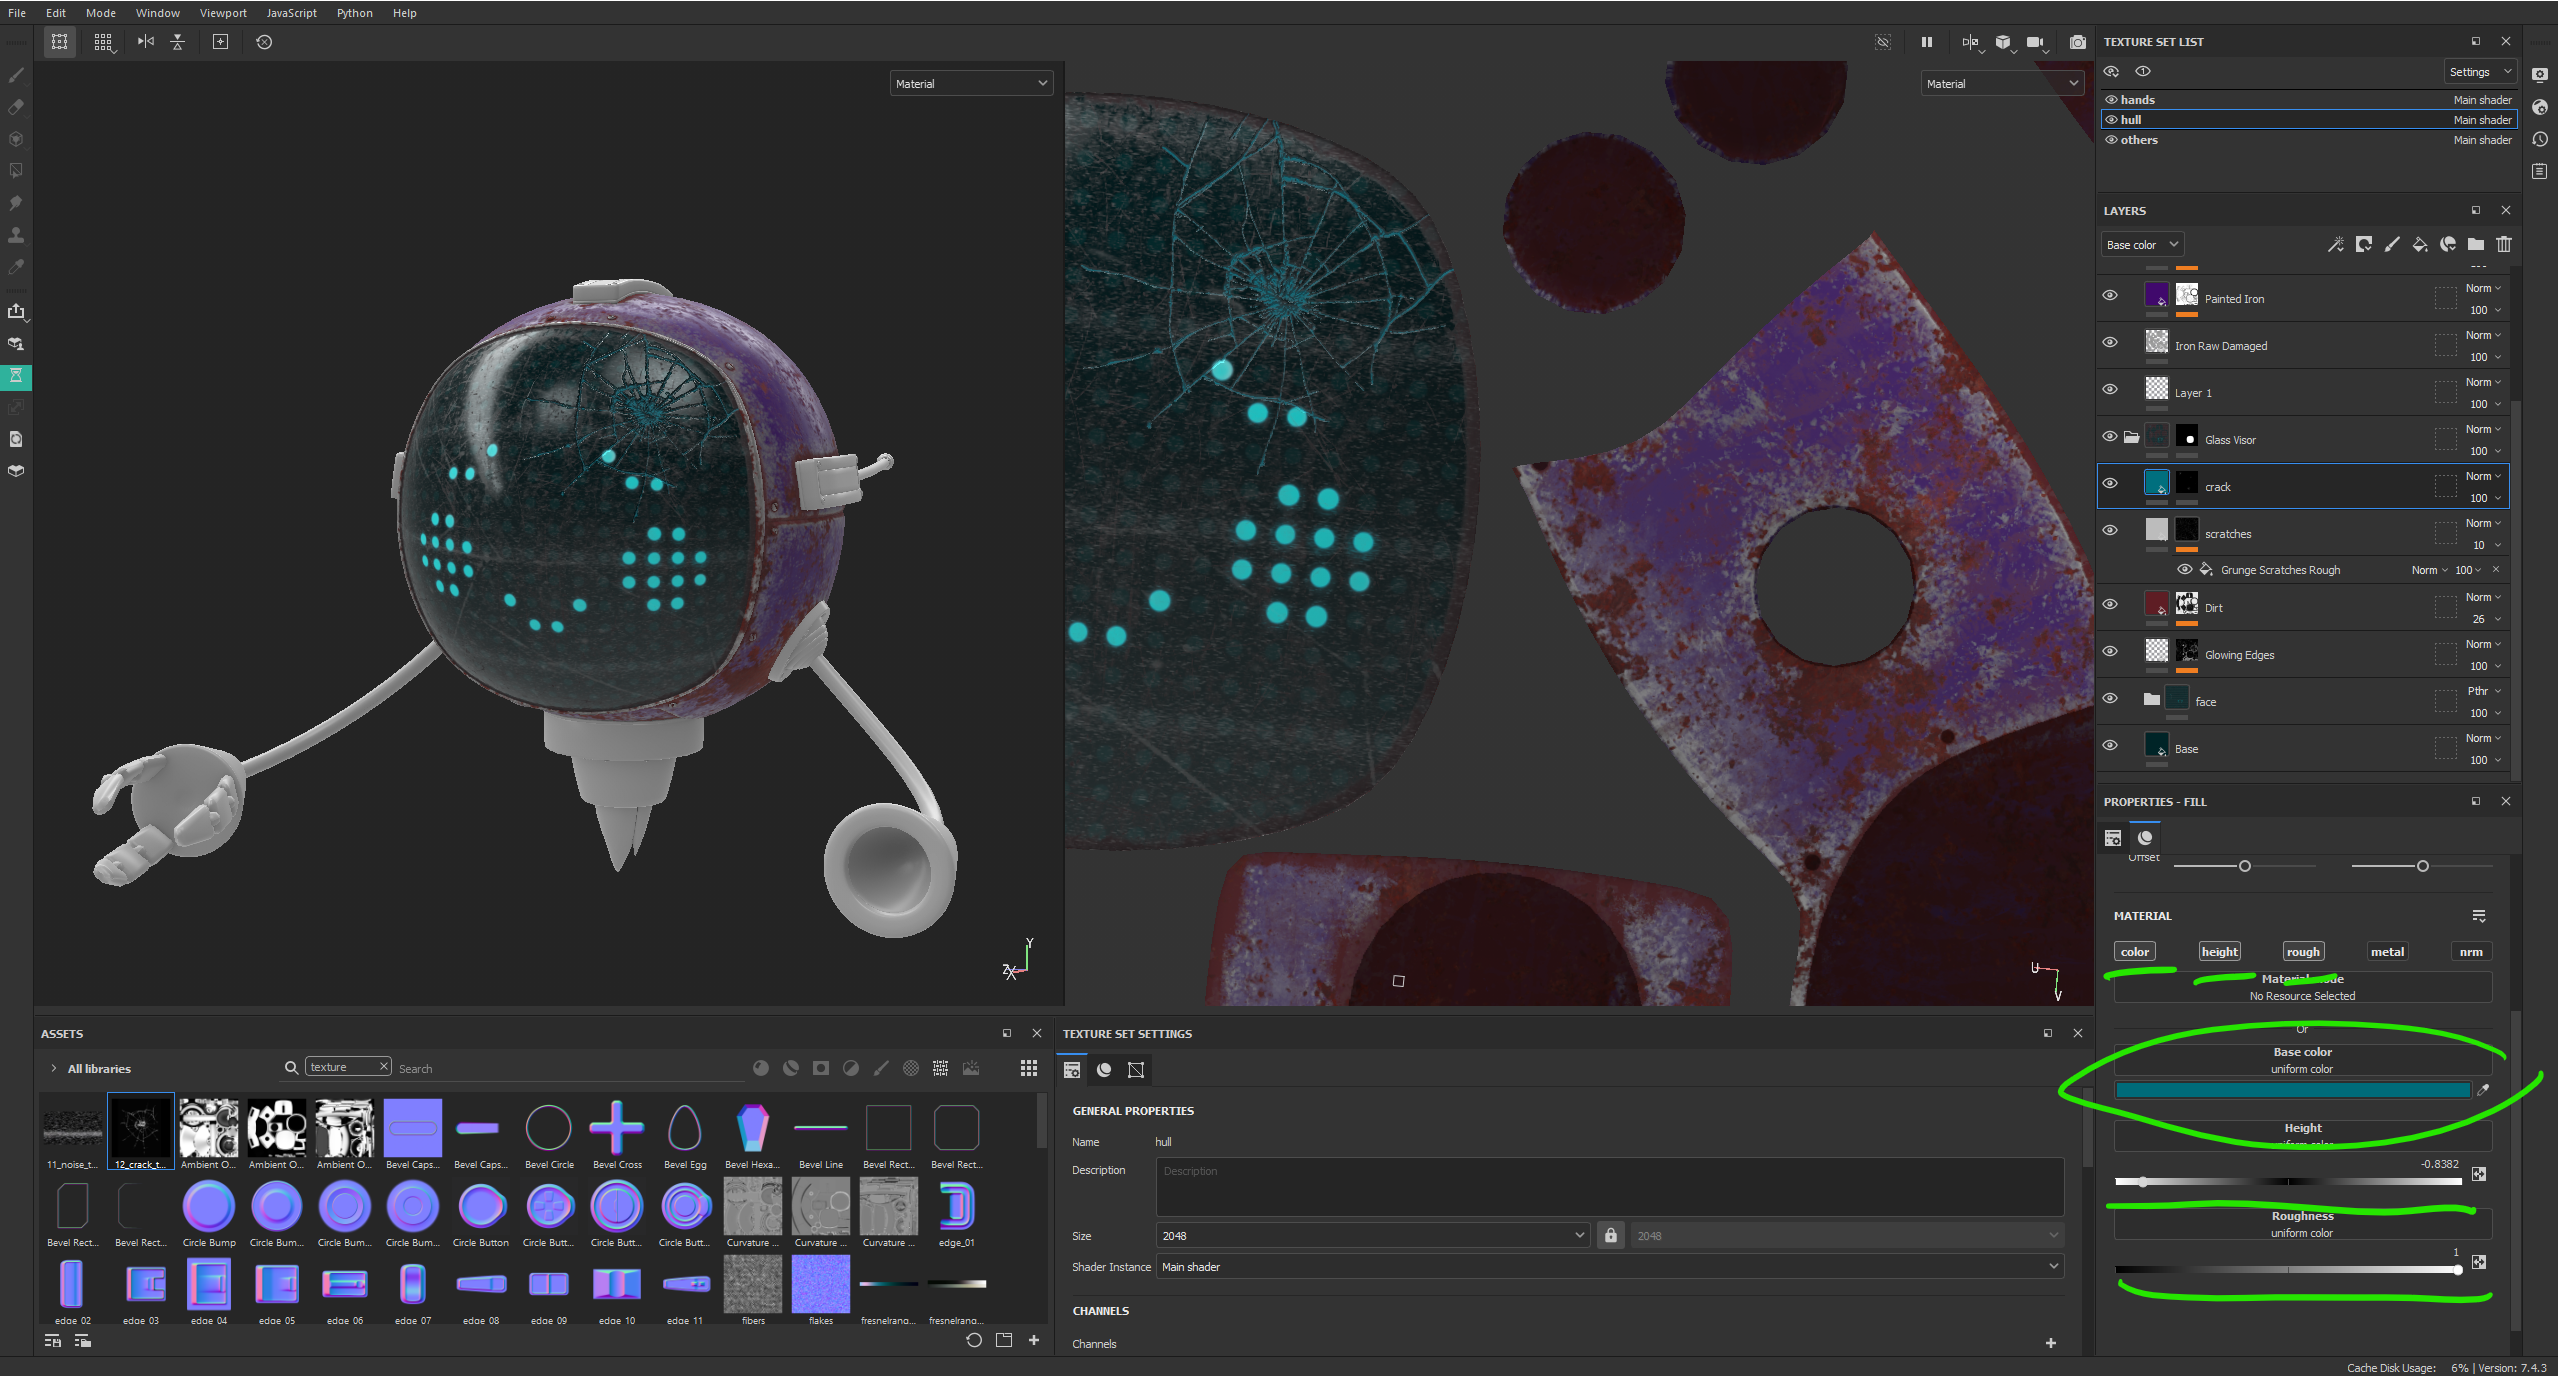 File Edit Mode Window Viewport JavaScript Python Help
Material
Material
Y
Z X
U
V
TEXTURE SET LIST
Settings
hands Main shader
hull Main shader
others Main shader
LAYERS
Base color
Painted Iron Norm 100
Iron Raw Damaged Norm 100
Layer 1 Norm 100
Glass Visor Norm 100
crack Norm 100
scratches Norm 10
Grunge Scratches Rough Norm 100
Dirt Norm 26
Glowing Edges Norm 100
face Pthr 100
Base Norm 100
PROPERTIES - FILL
Offset
MATERIAL
color height rough metal nrm
No Resource Selected
Or
Base color
uniform color
Height
uniform color
-0.8382
Roughness
uniform color
1
ASSETS
All libraries
texture Search
11_noise_t... 12_crack_t... Ambient O... Ambient O... Ambient O... Bevel Caps... Bevel Caps... Bevel Circle Bevel Cross Bevel Egg Bevel Hexa... Bevel Line Bevel Rect... Bevel Rect...
Bevel Rect... Bevel Rect... Circle Bump Circle Bum... Circle Bum... Circle Bum... Circle Button Circle Butt... Circle Butt... Circle Butt... Curvature ... Curvature ... Curvature ... edge_01
edge 02 edge 03 edge 04 edge 05 edge 06 edge 07 edge 08 edge 09 edge 10 edge 11 fibers flakes fresnelrang... fresnelrang...
TEXTURE SET SETTINGS
GENERAL PROPERTIES
Name hull
Description Description
Size 2048 2048
Shader Instance Main shader
CHANNELS
Channels
Cache Disk Usage: 6% | Version: 7.4.3